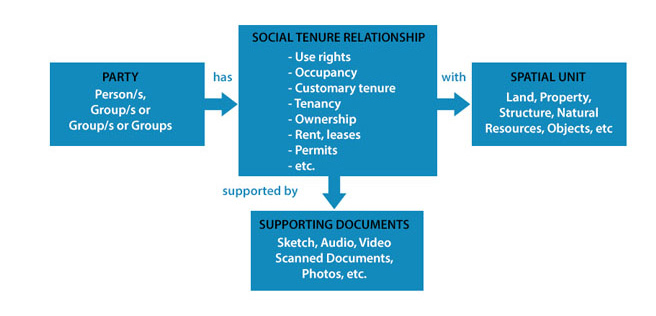 SOCIAL TENURE RELATIONSHIP
- Use rights
- Occupancy
- Customary tenure
- Tenancy
- Ownership
- Rent, leases
- Permits
- etc.
PARTY
Person/s,
Group/s or
Group/s or Groups
has
with
SPATIAL UNIT
Land, Property,
Structure, Natural
Resources, Objects, etc
supported by
SUPPORTING DOCUMENTS
Sketch, Audio, Video
Scanned Documents,
Photos, etc.